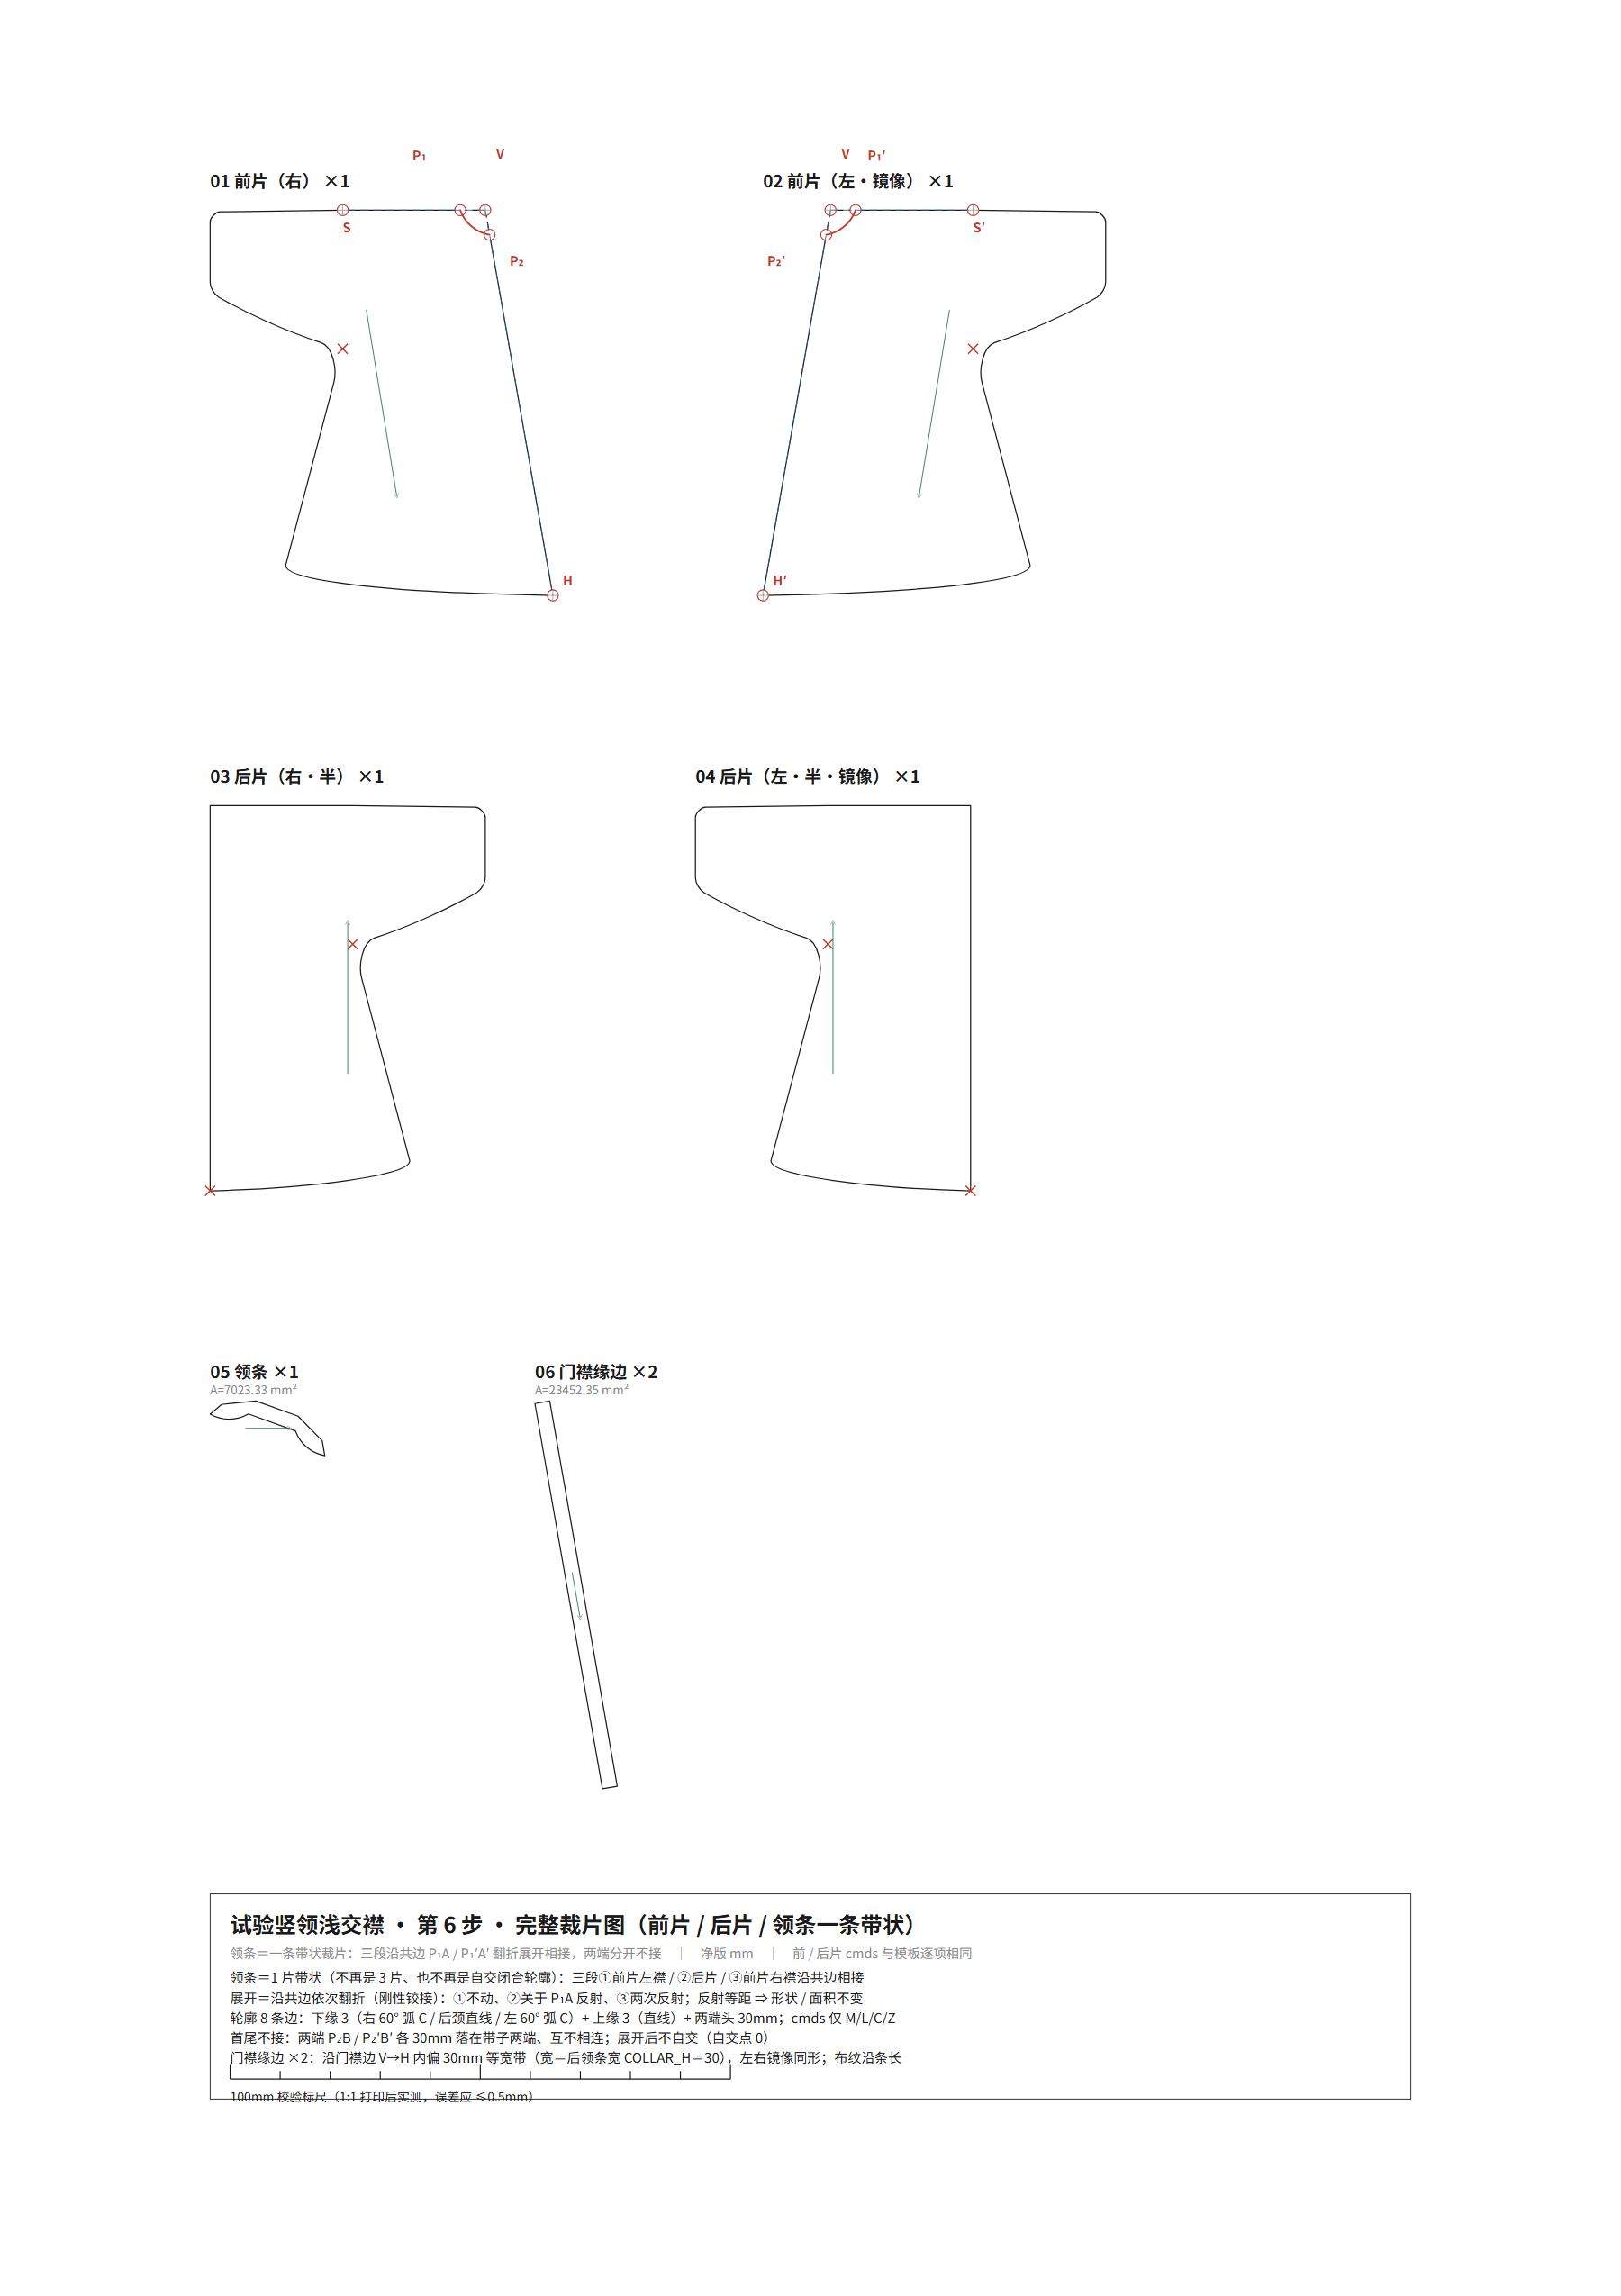 P₁ V V P₁′
01 前片（右） ×1 02 前片（左・镜像） ×1
S S′
P₂ P₂′
H H′
03 后片（右・半） ×1 04 后片（左・半・镜像） ×1
05 领条 ×1 06 门襟缘边 ×2
A=7023.33 mm² A=23452.35 mm²
试验竖领浅交襟 · 第 6 步 · 完整裁片图（前片 / 后片 / 领条一条带状）
领条＝一条带状裁片：三段沿共边 P₁A / P₁′A′ 翻折展开相接，两端分开不接 ｜ 净版 mm ｜ 前 / 后片 cmds 与模板逐项相同
领条＝1 片带状（不再是 3 片、也不再是自交闭合轮廓）：三段①前片左襟 / ②后片 / ③前片右襟沿共边相接
展开＝沿共边依次翻折（刚性铰接）：①不动、②关于 P₁A 反射、③两次反射；反射等距 ⇒ 形状 / 面积不变
轮廓 8 条边：下缘 3（右 60° 弧 C / 后颈直线 / 左 60° 弧 C）+ 上缘 3（直线）+ 两端头 30mm；cmds 仅 M/L/C/Z
首尾不接：两端 P₂B / P₂′B′ 各 30mm 落在带子两端、互不相连；展开后不自交（自交点 0）
门襟缘边 ×2：沿门襟边 V→H 内偏 30mm 等宽带（宽＝后领条宽 COLLAR_H＝30），左右镜像同形；布纹沿条长
100mm 校验标尺（1:1 打印后实测，误差应 ≤0.5mm）